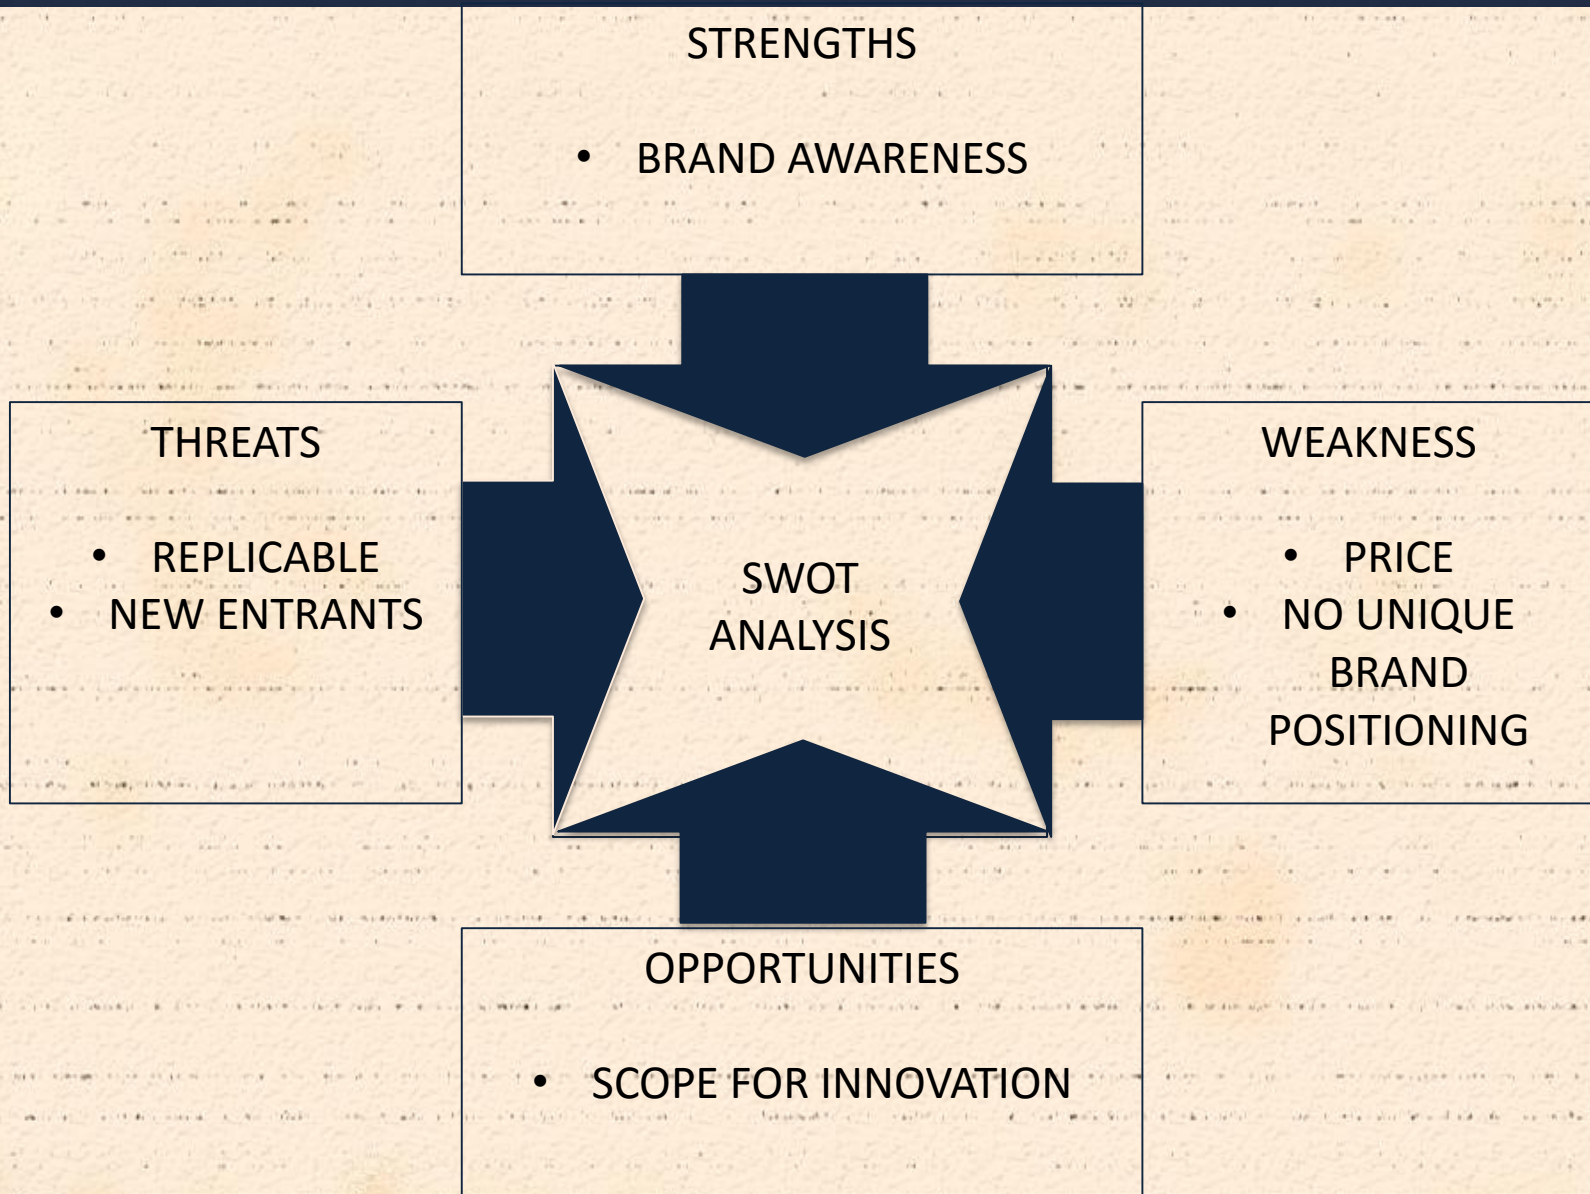 STRENGTHS
• BRAND AWARENESS
THREATS
• REPLICABLE
• NEW ENTRANTS
SWOT
ANALYSIS
WEAKNESS
• PRICE
• NO UNIQUE
BRAND
POSITIONING
OPPORTUNITIES
• SCOPE FOR INNOVATION